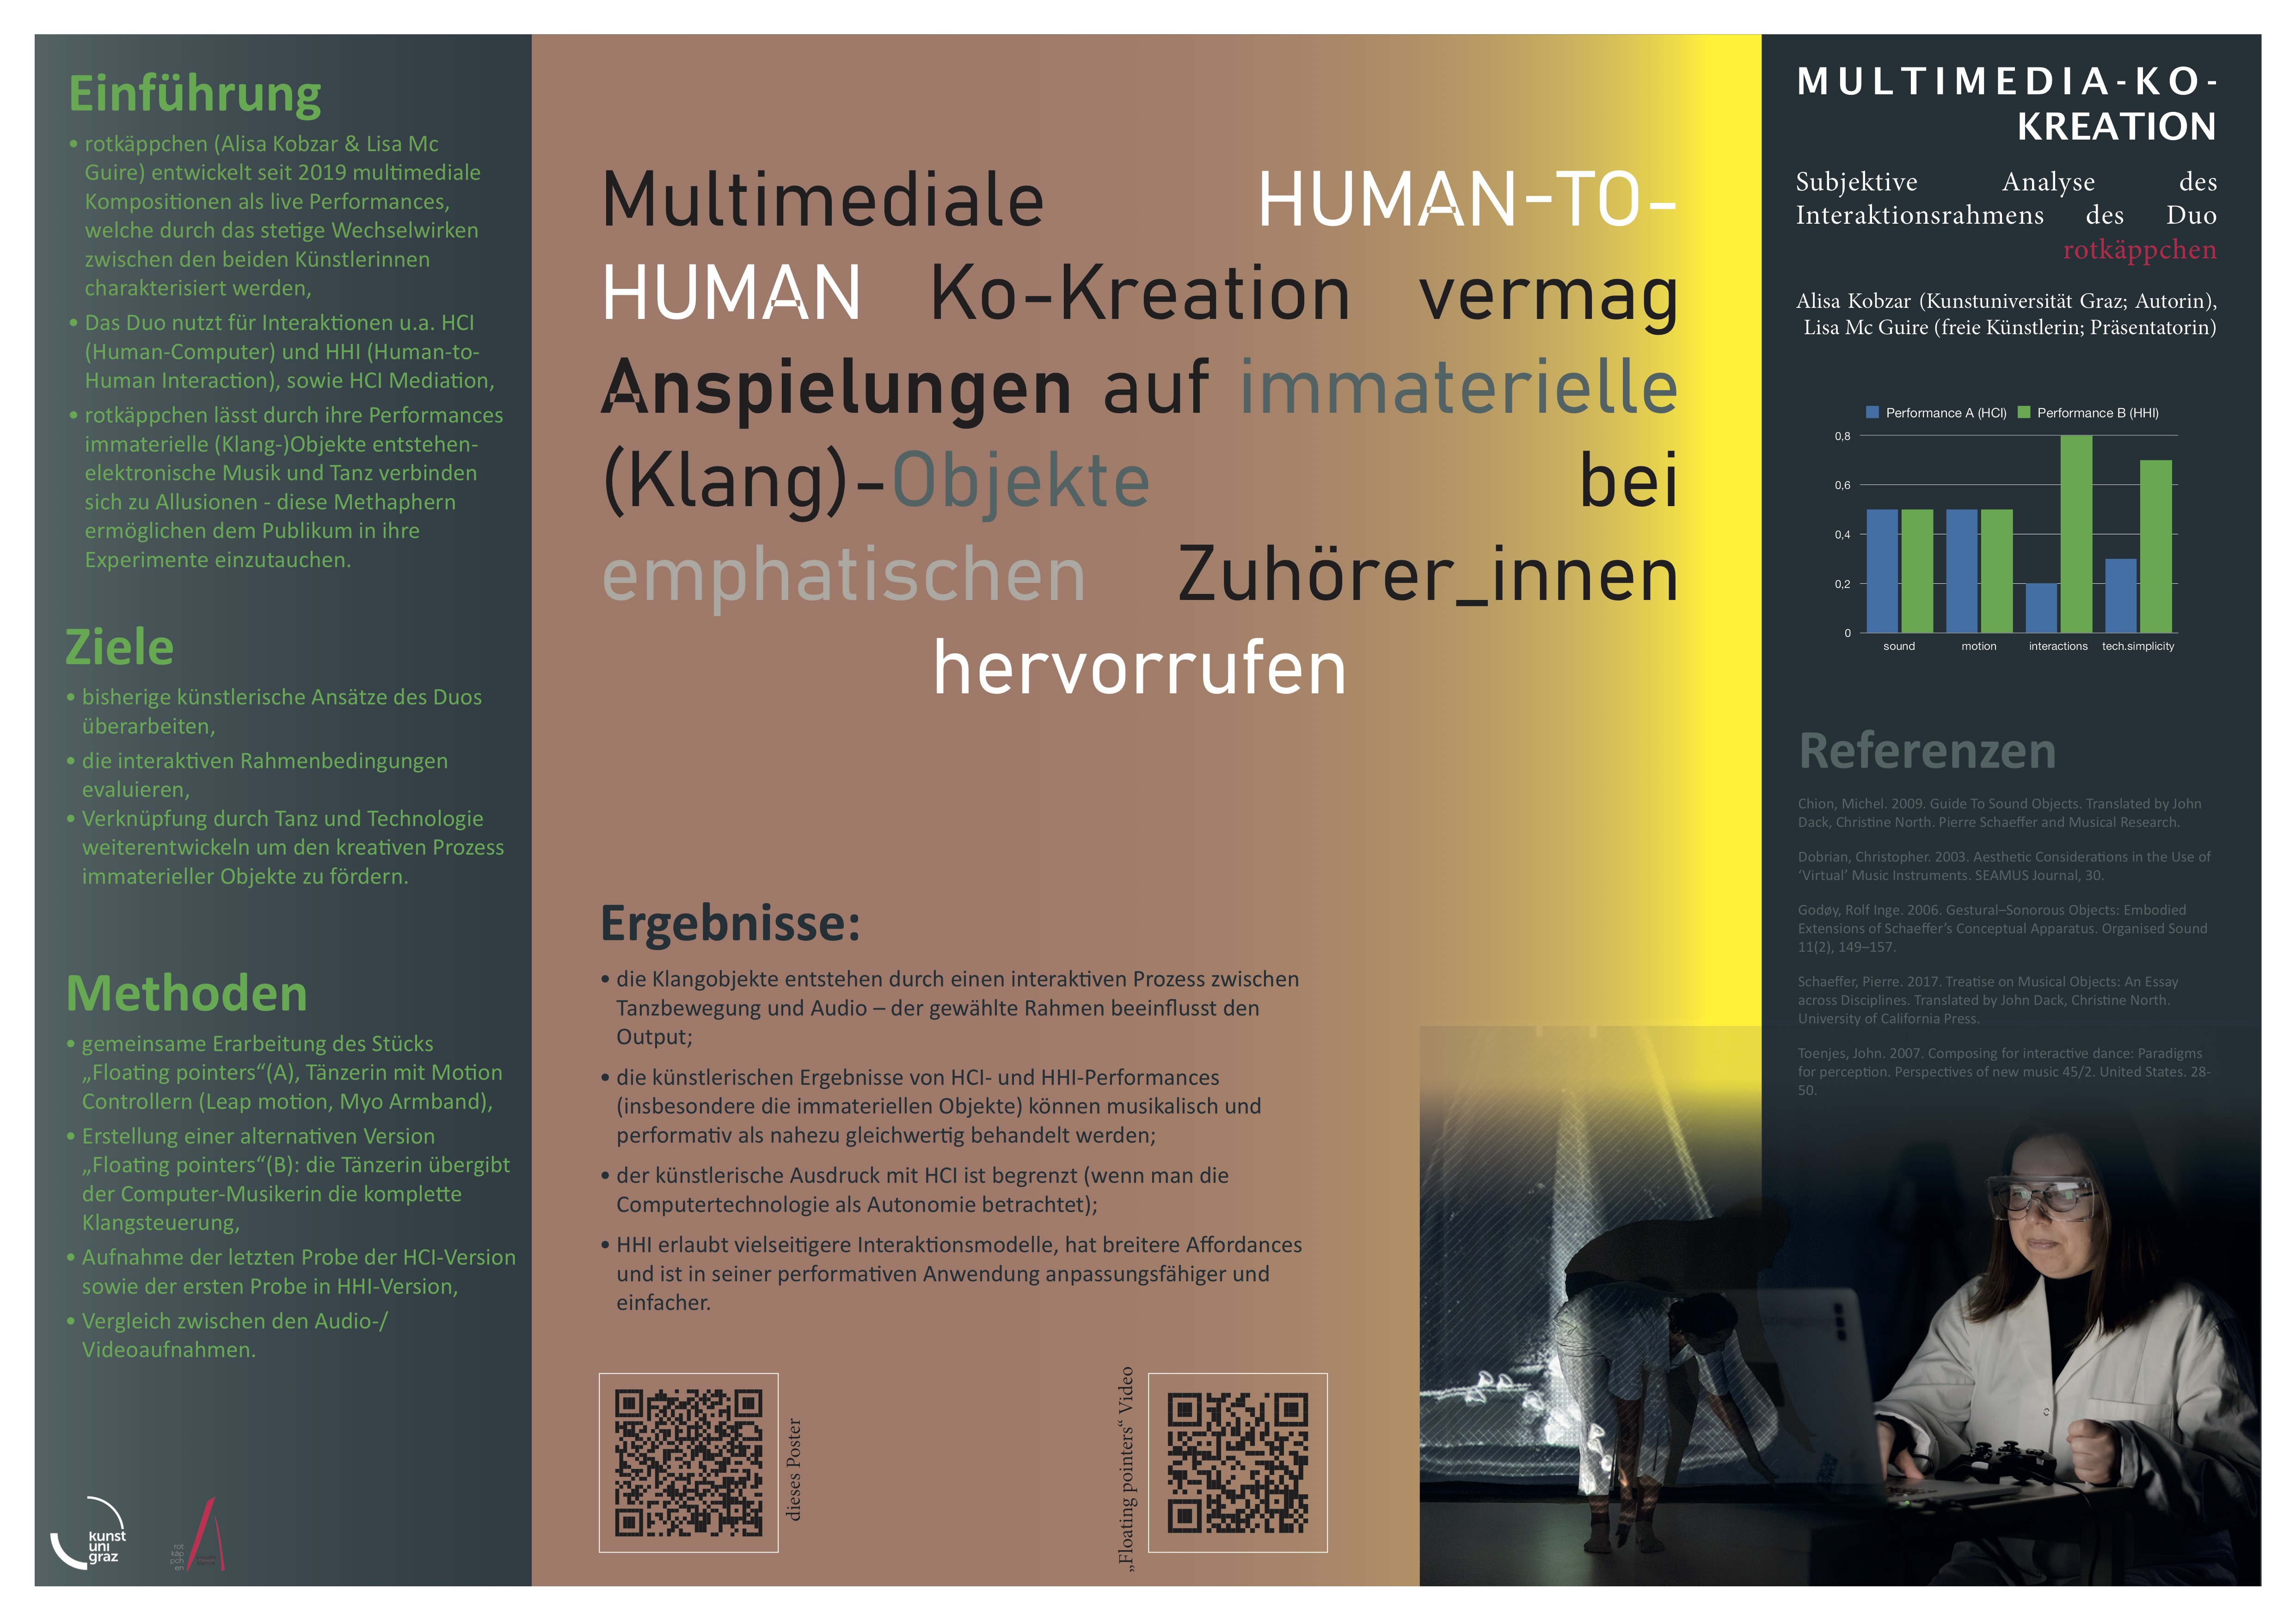 Einführung
• rotkäppchen (Alisa Kobzar & Lisa Mc
Guire) entwickelt seit 2019 multimediale
Kompositionen als live Performances,
welche durch das stetige Wechselwirken
zwischen den beiden Künstlerinnen
charakterisiert werden,
• Das Duo nutzt für Interaktionen u.a. HCI
(Human-Computer) und HHI (Human-to-
Human Interaction), sowie HCI Mediation,
• rotkäppchen lässt durch ihre Performances
immaterielle (Klang-)Objekte entstehen-
elektronische Musik und Tanz verbinden
sich zu Allusionen - diese Methaphern
ermöglichen dem Publikum in ihre
Experimente einzutauchen.
Ziele
• bisherige künstlerische Ansätze des Duos
überarbeiten,
• die interaktiven Rahmenbedingungen
evaluieren,
• Verknüpfung durch Tanz und Technologie
weiterentwickeln um den kreativen Prozess
immaterieller Objekte zu fördern.
Methoden
• gemeinsame Erarbeitung des Stücks
„Floating pointers“(A), Tänzerin mit Motion
Controllern (Leap motion, Myo Armband),
• Erstellung einer alternativen Version
„Floating pointers“(B): die Tänzerin übergibt
der Computer-Musikerin die komplette
Klangsteuerung,
• Aufnahme der letzten Probe der HCI-Version
sowie der ersten Probe in HHI-Version,
• Vergleich zwischen den Audio-/
Videoaufnahmen.
kunst
uni
graz
rot
käp
pch
en
Multimediale HUMAN-TO-
HUMAN Ko-Kreation vermag
Anspielungen auf immaterielle
(Klang)-Objekte bei
emphatischen Zuhörer_innen
hervorrufen
Ergebnisse:
• die Klangobjekte entstehen durch einen interaktiven Prozess zwischen
Tanzbewegung und Audio – der gewählte Rahmen beeinflusst den
Output;
• die künstlerischen Ergebnisse von HCI- und HHI-Performances
(insbesondere die immateriellen Objekte) können musikalisch und
performativ als nahezu gleichwertig behandelt werden;
• der künstlerische Ausdruck mit HCI ist begrenzt (wenn man die
Computertechnologie als Autonomie betrachtet);
• HHI erlaubt vielseitigere Interaktionsmodelle, hat breitere Affordances
und ist in seiner performativen Anwendung anpassungsfähiger und
einfacher.
dieses Poster
„Floating pointers“ Video
MULTIMEDIA-KO-
KREATION
Subjektive Analyse des
Interaktionsrahmens des Duo
rotkäppchen
Alisa Kobzar (Kunstuniversität Graz; Autorin),
Lisa Mc Guire (freie Künstlerin; Präsentatorin)
Performance A (HCI) Performance B (HHI)
0,8
0,6
0,4
0,2
0
sound motion interactions tech.simplicity
Referenzen
Chion, Michel. 2009. Guide To Sound Objects. Translated by John
Dack, Christine North. Pierre Schaeffer and Musical Research.
Dobrian, Christopher. 2003. Aesthetic Considerations in the Use of
‘Virtual’ Music Instruments. SEAMUS Journal, 30.
Godøy, Rolf Inge. 2006. Gestural–Sonorous Objects: Embodied
Extensions of Schaeffer’s Conceptual Apparatus. Organised Sound
11(2), 149–157.
Schaeffer, Pierre. 2017. Treatise on Musical Objects: An Essay
across Disciplines. Translated by John Dack, Christine North.
University of California Press.
Toenjes, John. 2007. Composing for interactive dance: Paradigms
for perception. Perspectives of new music 45/2. United States. 28-
50.